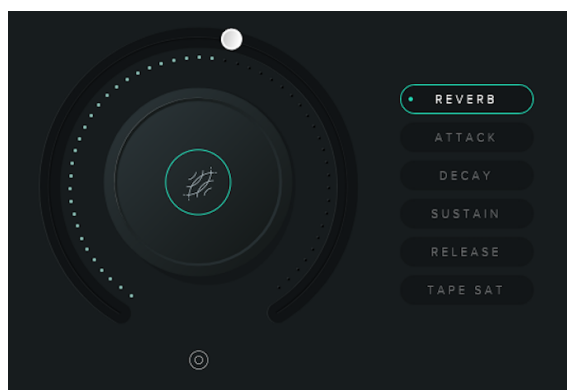 REVERB
ATTACK
DECAY
SUSTAIN
RELEASE
TAPE SAT